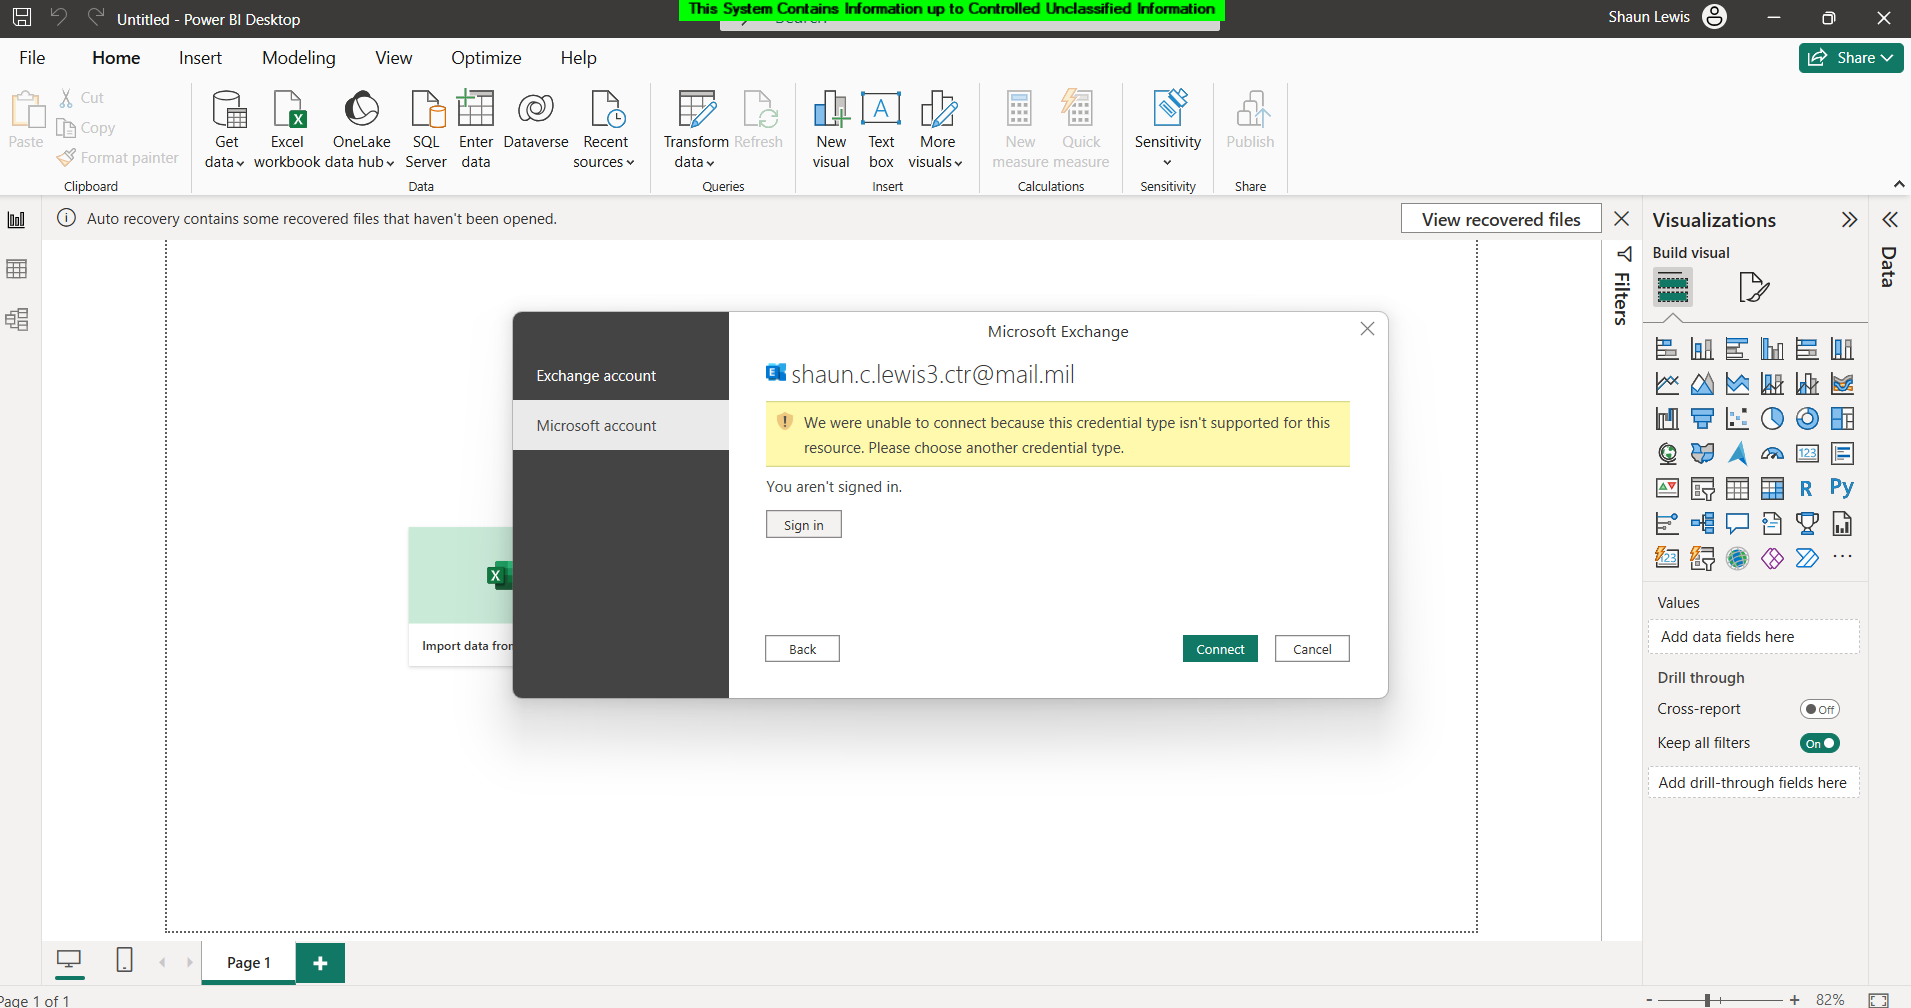 This System Contains Information up to Controlled Unclassified Information
Untitled - Power BI Desktop
Search
Shaun Lewis
File
Home
Insert
Modeling
View
Optimize
Help
Share
Paste
Cut
Copy
Format painter
Clipboard
Get data
Excel workbook
OneLake data hub
SQL Server
Enter data
Dataverse
Recent sources
Data
Transform data
Refresh
Queries
New visual
Text box
More visuals
Insert
New measure
Quick measure
Calculations
Sensitivity
Sensitivity
Publish
Share
Auto recovery contains some recovered files that haven't been opened.
View recovered files
Microsoft Exchange
Exchange account
Microsoft account
shaun.c.lewis3.ctr@mail.mil
We were unable to connect because this credential type isn't supported for this
resource. Please choose another credential type.
You aren't signed in.
Sign in
Back
Connect
Cancel
Import data from
Filters
Visualizations
Build visual
123
R
Py
123
Values
Add data fields here
Drill through
Cross-report
Off
Keep all filters
On
Add drill-through fields here
Data
Page 1
Page 1 of 1
82%